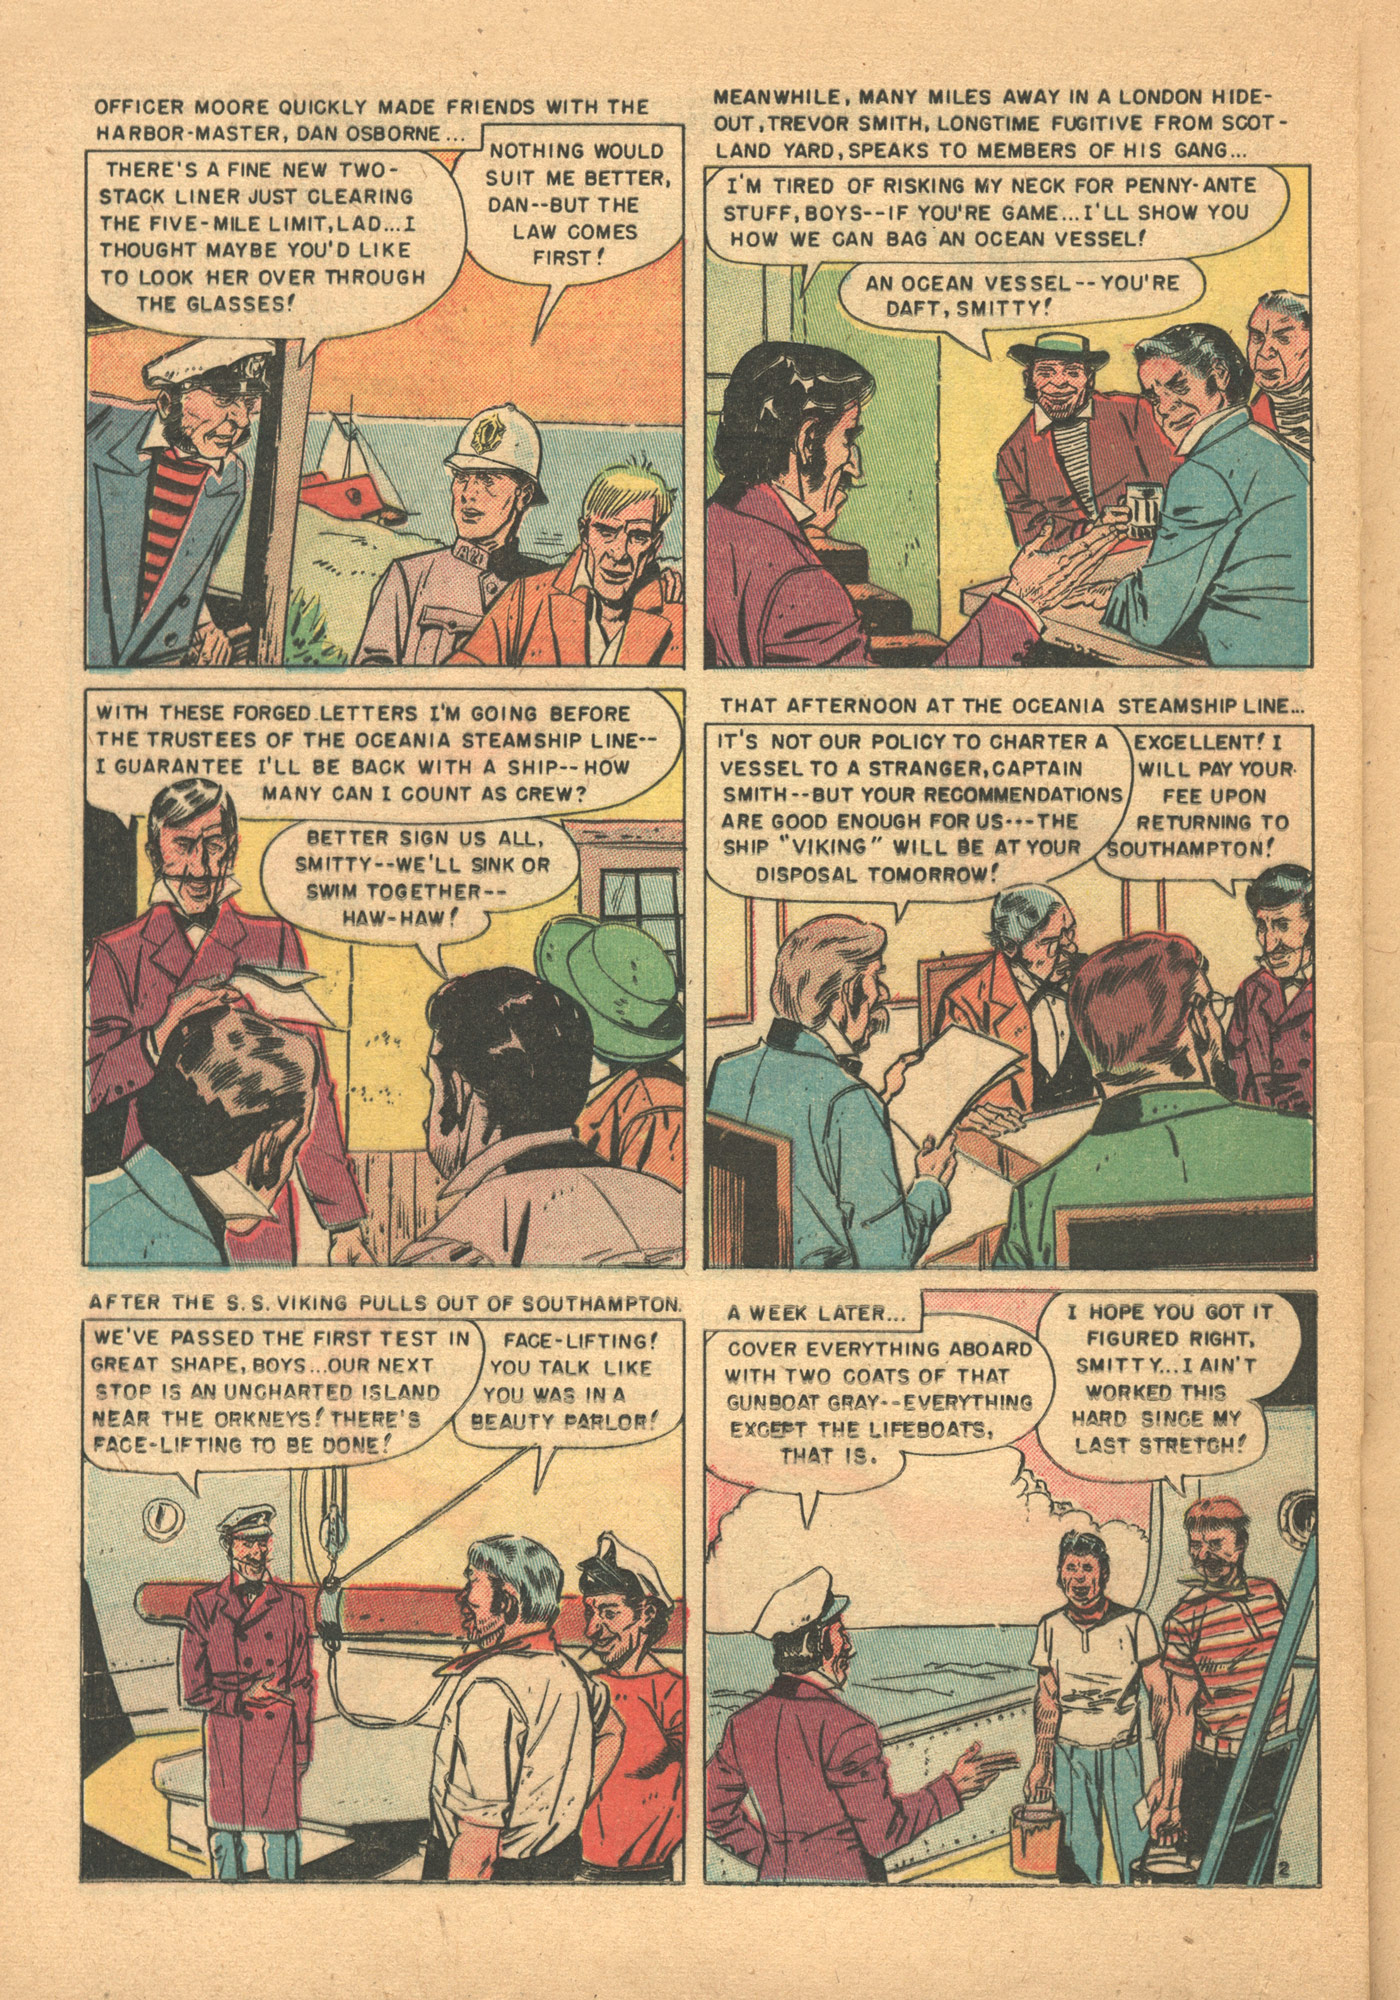 OFFICER MOORE QUICKLY MADE FRIENDS WITH THE
HARBOR-MASTER, DAN OSBORNE...
THERE'S A FINE NEW TWO-
STACK LINER JUST CLEARING
THE FIVE-MILE LIMIT, LAD...I
THOUGHT MAYBE YOU'D LIKE
TO LOOK HER OVER THROUGH
THE GLASSES!
NOTHING WOULD
SUIT ME BETTER,
DAN--BUT THE
LAW COMES
FIRST!
MEANWHILE, MANY MILES AWAY IN A LONDON HIDE-
OUT, TREVOR SMITH, LONGTIME FUGITIVE FROM SCOT-
LAND YARD, SPEAKS TO MEMBERS OF HIS GANG...
I'M TIRED OF RISKING MY NECK FOR PENNY-ANTE
STUFF, BOYS--IF YOU'RE GAME...I'LL SHOW YOU
HOW WE CAN BAG AN OCEAN VESSEL!
AN OCEAN VESSEL--YOU'RE
DAFT, SMITTY!
WITH THESE FORGED LETTERS I'M GOING BEFORE
THE TRUSTEES OF THE OCEANIA STEAMSHIP LINE--
I GUARANTEE I'LL BE BACK WITH A SHIP--HOW
MANY CAN I COUNT AS CREW?
BETTER SIGN US ALL,
SMITTY--WE'LL SINK OR
SWIM TOGETHER--
HAW-HAW!
THAT AFTERNOON AT THE OCEANIA STEAMSHIP LINE...
IT'S NOT OUR POLICY TO CHARTER A
VESSEL TO A STRANGER, CAPTAIN
SMITH--BUT YOUR RECOMMENDATIONS
ARE GOOD ENOUGH FOR US---THE
SHIP "VIKING" WILL BE AT YOUR
DISPOSAL TOMORROW!
EXCELLENT! I
WILL PAY YOUR
FEE UPON
RETURNING TO
SOUTHAMPTON!
AFTER THE S.S. VIKING PULLS OUT OF SOUTHAMPTON.
WE'VE PASSED THE FIRST TEST IN
GREAT SHAPE, BOYS...OUR NEXT
STOP IS AN UNCHARTED ISLAND
NEAR THE ORKNEYS! THERE'S
FACE-LIFTING TO BE DONE!
FACE-LIFTING!
YOU TALK LIKE
YOU WAS IN A
BEAUTY PARLOR!
A WEEK LATER...
COVER EVERYTHING ABOARD
WITH TWO COATS OF THAT
GUNBOAT GRAY--EVERYTHING
EXCEPT THE LIFEBOATS,
THAT IS.
I HOPE YOU GOT IT
FIGURED RIGHT,
SMITTY...I AIN'T
WORKED THIS
HARD SINCE MY
LAST STRETCH!
2